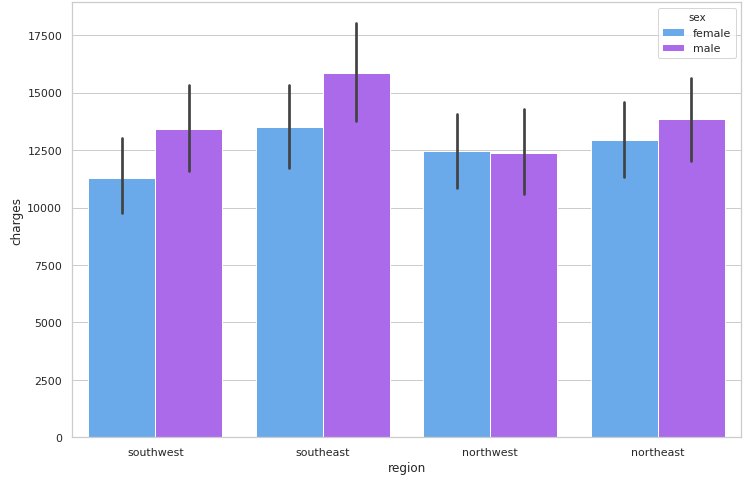 sex
female
male
17500
15000
12500
10000
7500
5000
2500
0
charges
southwest
southeast
northwest
northeast
region